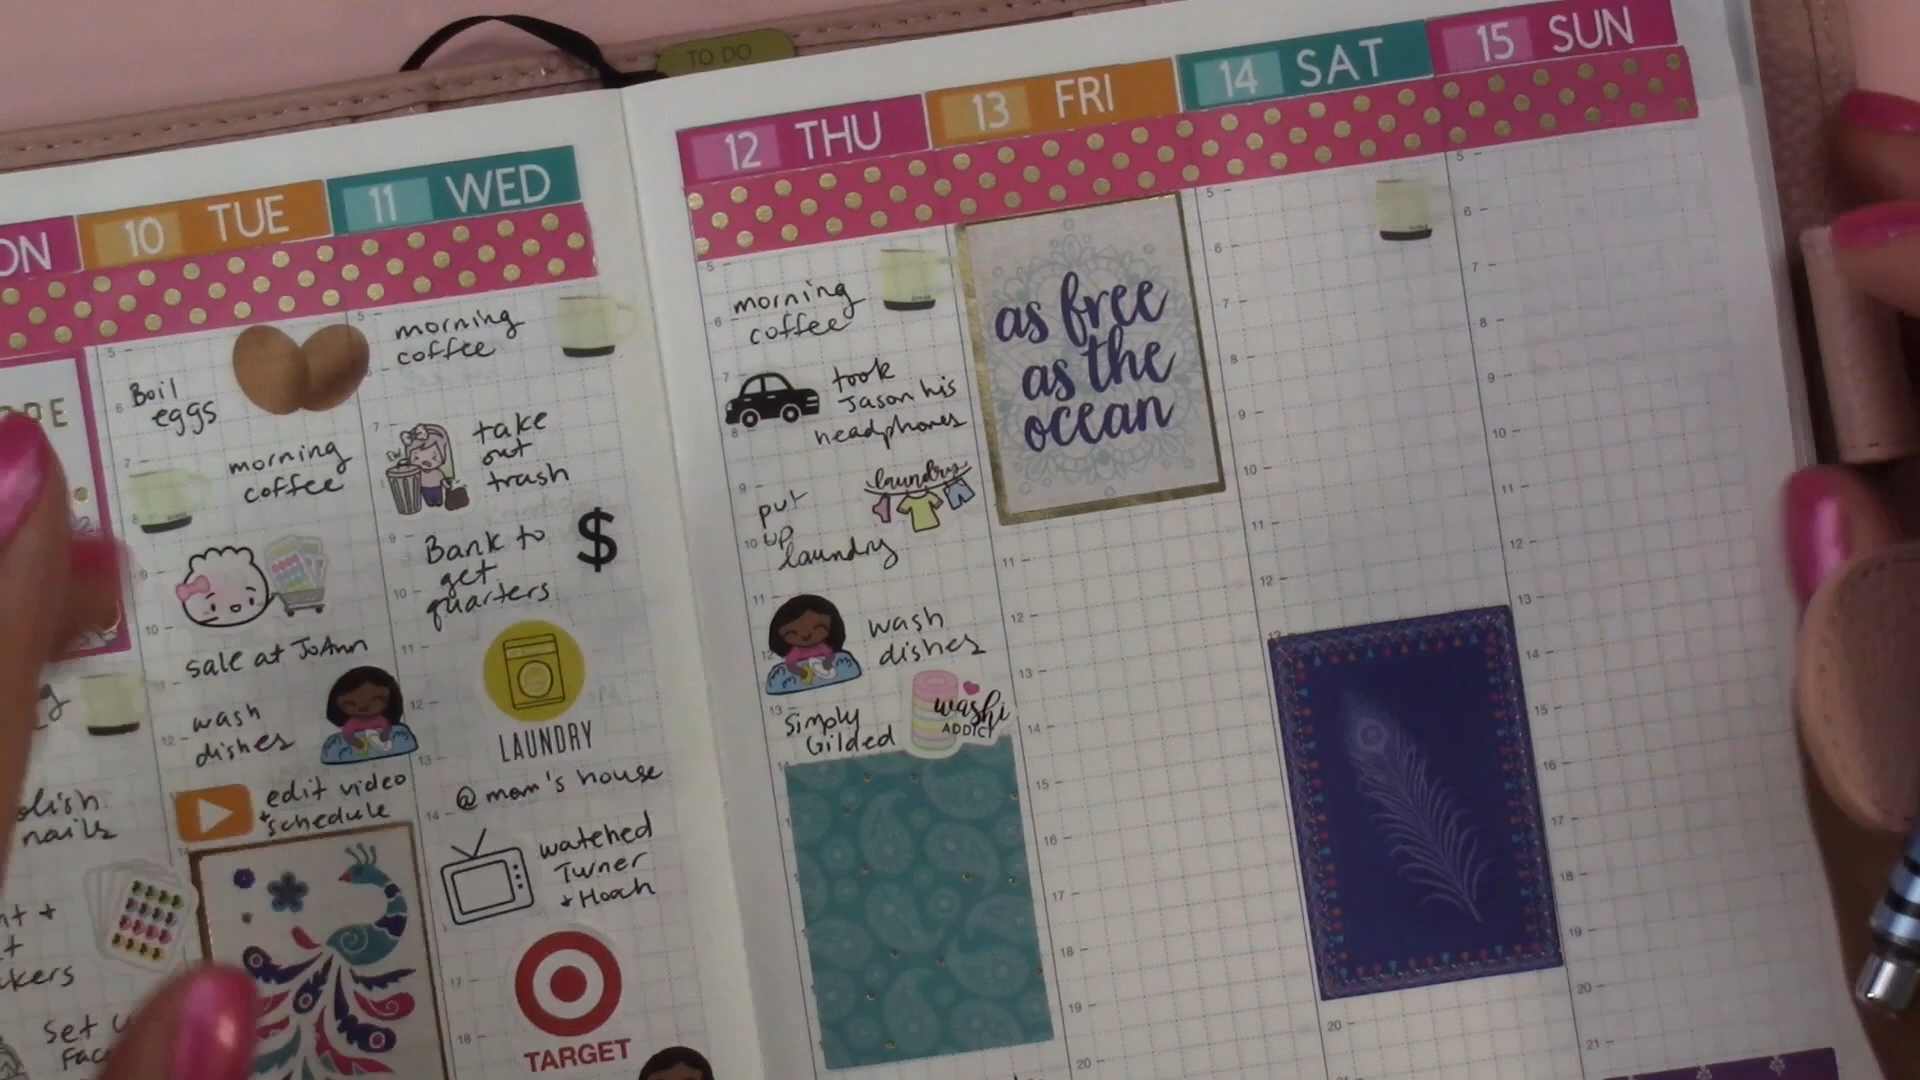 TO DO
ON
10 TUE
11 WED
12 THU
13 FRI
14 SAT
15 SUN
Boil
eggs
morning
coffee
sale at JoAnn
wash
dishes
edit video
+ schedule
nails
Set
morning
coffee
take
out
trash
Bank to
get
quarters
$
LAUNDRY
@ mom's house
watched
Turner
+ Hooch
TARGET
morning
coffee
took
Jason his
headphones
put
up
laundry
laundry
wash
dishes
Simply
Gilded
washi
ADDICT
as free
as the
ocean